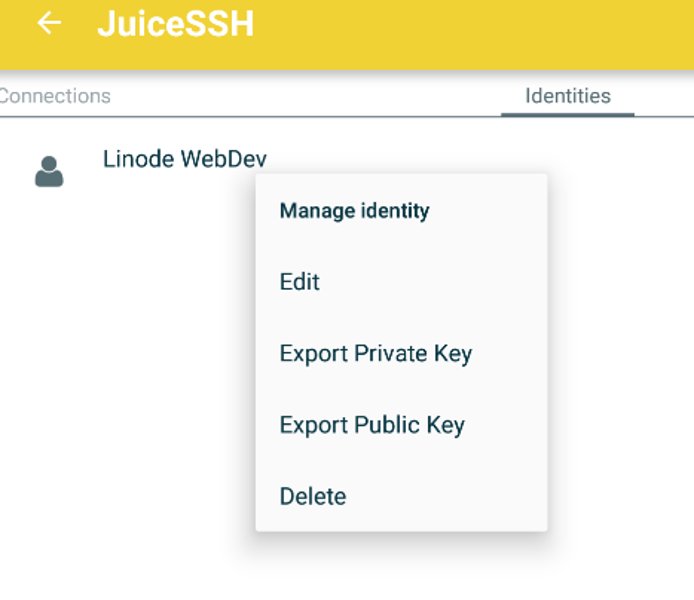 JuiceSSH
Connections
Identities
Linode WebDev
Manage identity
Edit
Export Private Key
Export Public Key
Delete